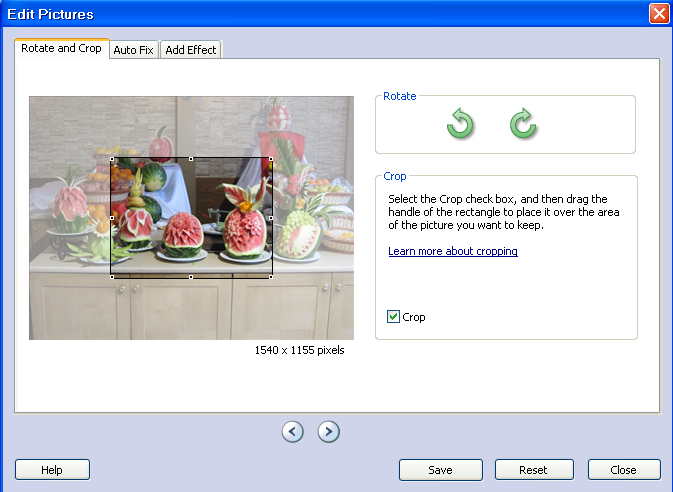 Edit Pictures
Rotate and Crop
Auto Fix
Add Effect
Rotate
Crop
Select the Crop check box, and then drag the
handle of the rectangle to place it over the area
of the picture you want to keep.
Learn more about cropping
Crop
1540 x 1155 pixels
Help
Save
Reset
Close